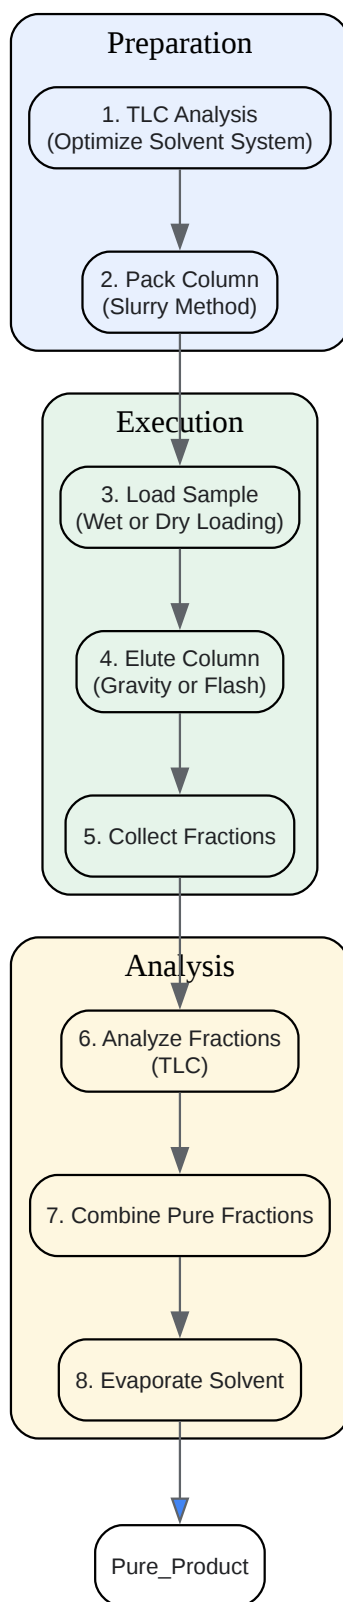 Preparation
1. TLC Analysis
(Optimize Solvent System)
2. Pack Column
(Slurry Method)
Execution
3. Load Sample
(Wet or Dry Loading)
4. Elute Column
(Gravity or Flash)
5. Collect Fractions
Analysis
6. Analyze Fractions
(TLC)
7. Combine Pure Fractions
8. Evaporate Solvent
Pure_Product